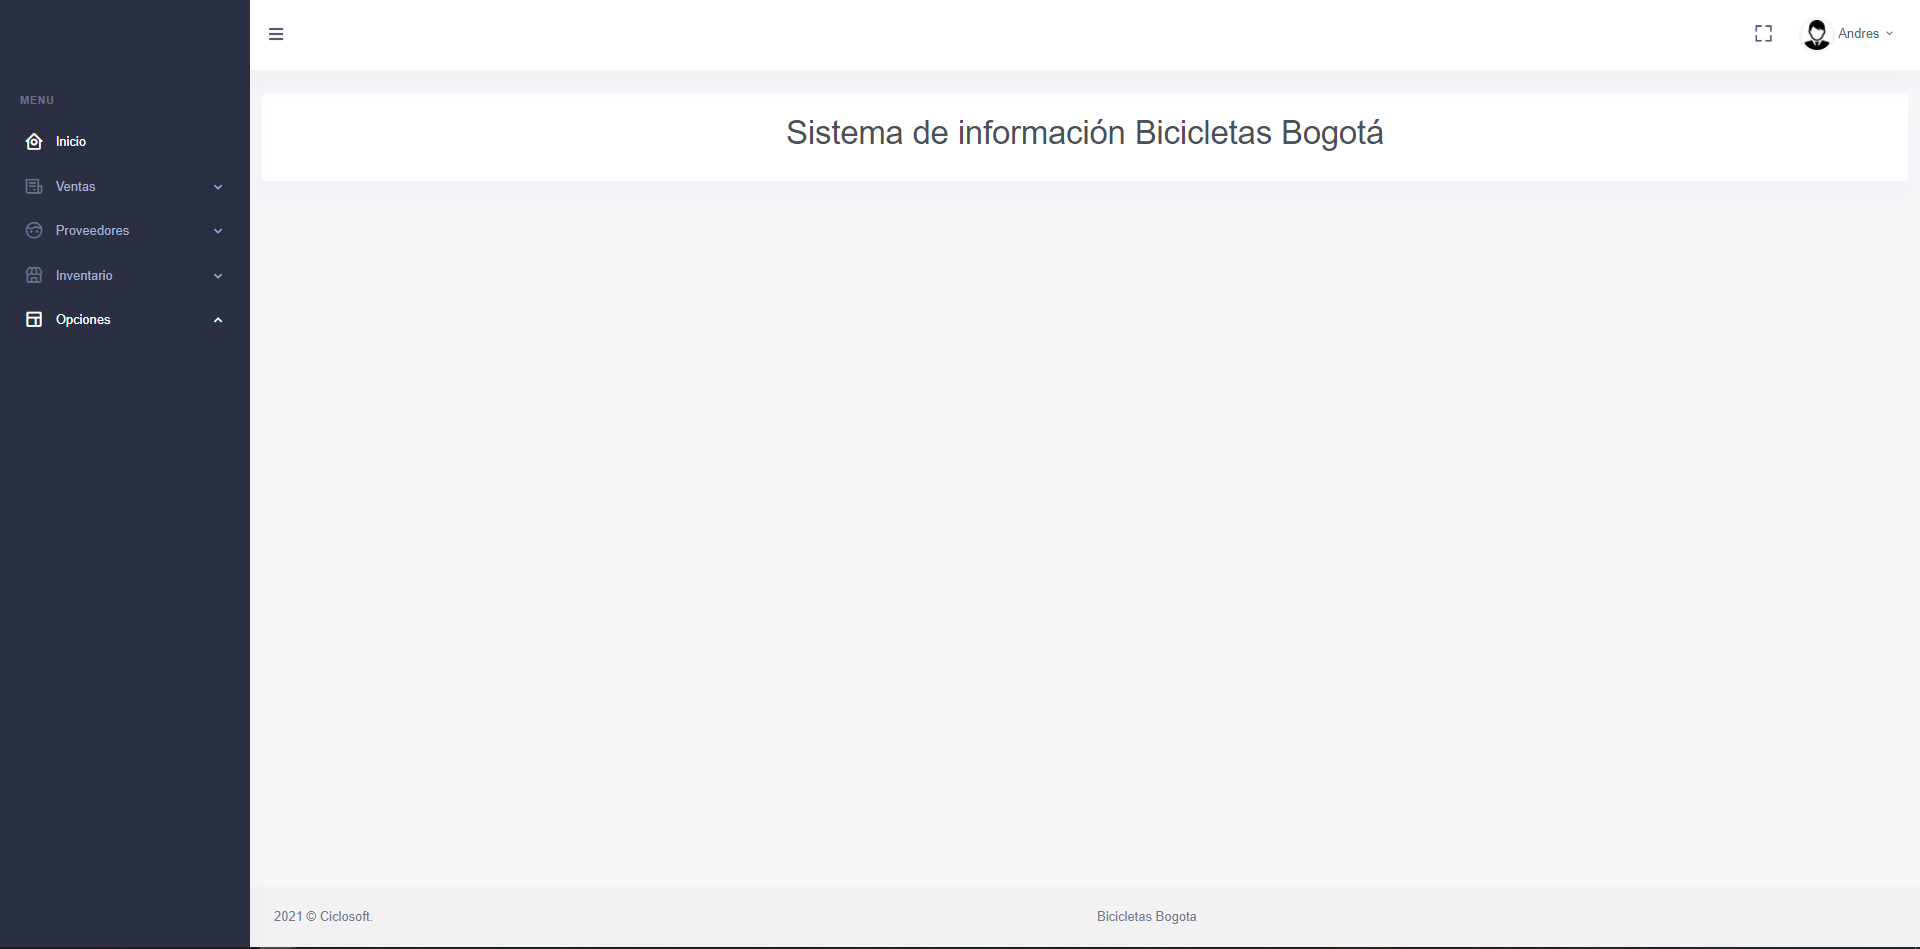 Andres
MENU
Inicio
Ventas
Proveedores
Inventario
Opciones
Sistema de información Bicicletas Bogotá
2021 © Ciclosoft.
Bicicletas Bogota